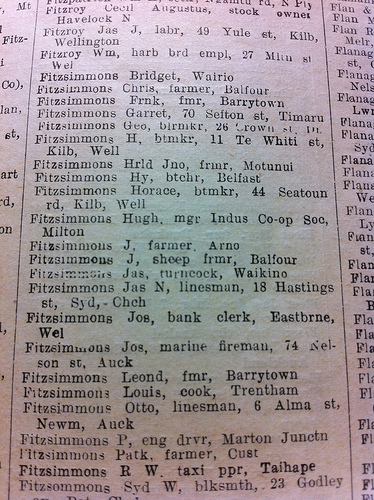 Fitzroy Cecil Augustus, stock owner
Havelock N
Fitzroy Jas J, labr, 49 Yule st, Kilb,
Wellington
Fitzroy Wm, harb brd empl, 27 st
Wel
Fitzsimmons Bridget, Wairio
Fitzsimmons Chris, farmer, Balfour
Fitzsimmons Frnk, fmr, Barrytown
Fitzsimmons Garret, 70 Sefton st, Timaru
Fitzsimmons Geo, blrmkr, 26 Crown st,
Fitzsimmons H, btmkr, 11 Te Whiti st,
Kilb, Well
Fitzsimmons Hrld Jno, frmr, Motunui
Fitzsimmons Hy, btchr, Belfast
Fitzsimmons Horace, btmkr, 44 Seatoun
rd, Kilb, Well
Fitzsimmons Hugh, mgr Indus Co-op Soc,
Milton
Fitzsimmons J, farmer, Arno
Fitzsimmons J, sheep frmr, Balfour
Fitzsimmons Jas, turncock, Waikino
Fitzsimmons Jas N, linesman, 18 Hastings
st, Syd, Chch
Fitzsimmons Jos, bank clerk, Eastbrne,
Wel
Fitzsimmons Jos, marine fireman, 74 Nel-
son st, Auck
Fitzsimmons Leond, fmr, Barrytown
Fitzsimmons Louis, cook, Trentham
Fitzsimmons Otto, linesman, 6 Alma st,
Newm, Auck
Fitzsimmons P, eng drvr, Marton Junctn
Fitzsimmons Patk, farmer, Cust
Fitzsimmons R W, taxi ppr, Taihape
Fitzsommons Syd W, blksmth, 23 Godley